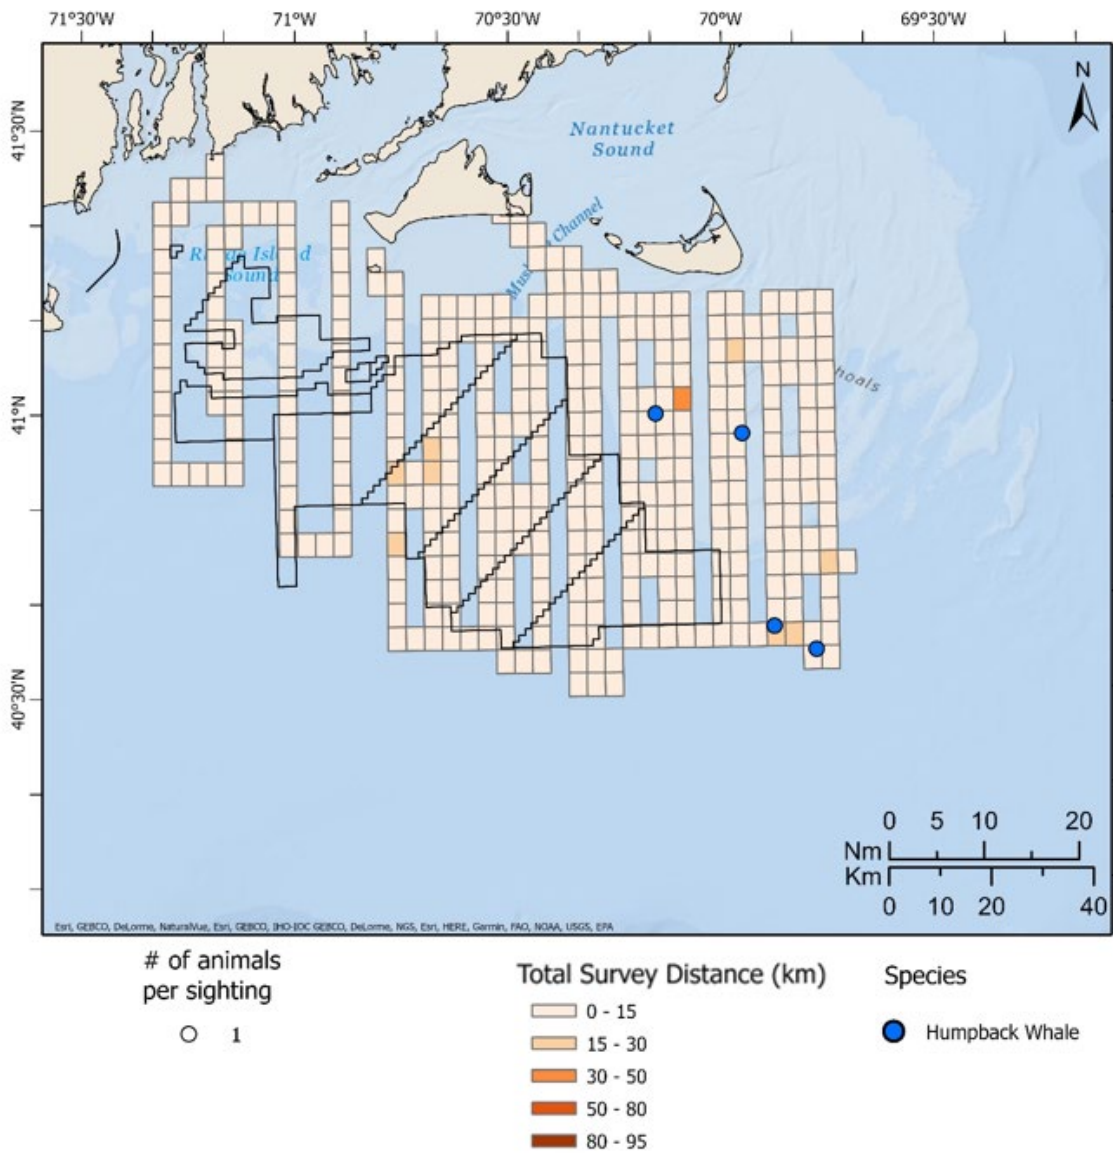 71°30'W 71°W 70°30'W 70°W 69°30'W
N
41°30'N
Nantucket
Sound
Channel
Sound
hoals
41°N
40°30'N
0 5 10 20
Nm
Km
0 10 20 40
Esri, GEBCO, DeLorme, NaturalVue, Esri, GEBCO, IHO-IOC GEBCO, DeLorme, NGS, Esri, HERE, Garmin, FAO, NOAA, USGS, EPA
# of animals
per sighting
1
Total Survey Distance (km)
0 - 15
15 - 30
30 - 50
50 - 80
80 - 95
Species
Humpback Whale